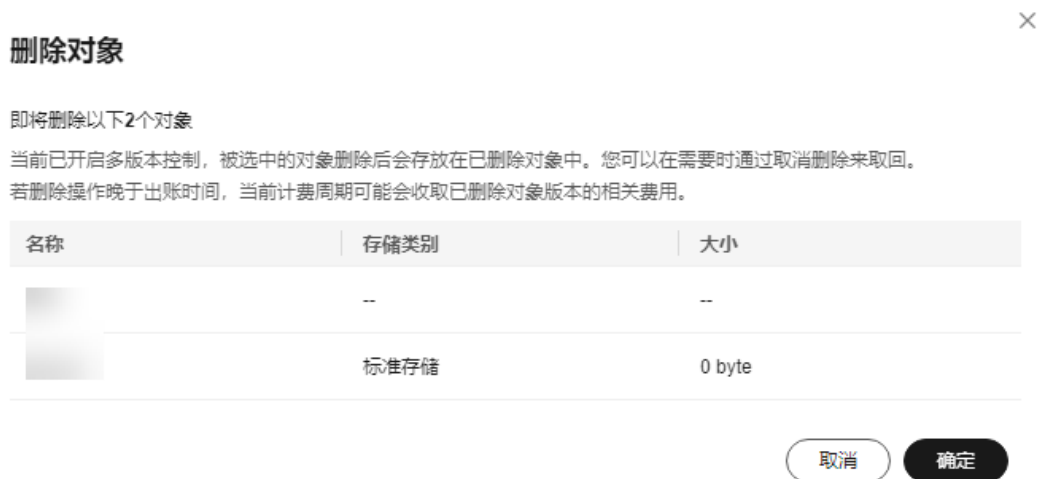 删除对象
即将删除以下2个对象
当前已开启多版本控制，被选中的对象删除后会存放在已删除对象中。您可以在需要时通过取消删除来取回。
若删除操作晚于出账时间，当前计费周期可能会收取已删除对象版本的相关费用。
名称 存储类别 大小
-- --
标准存储 0 byte
取消 确定